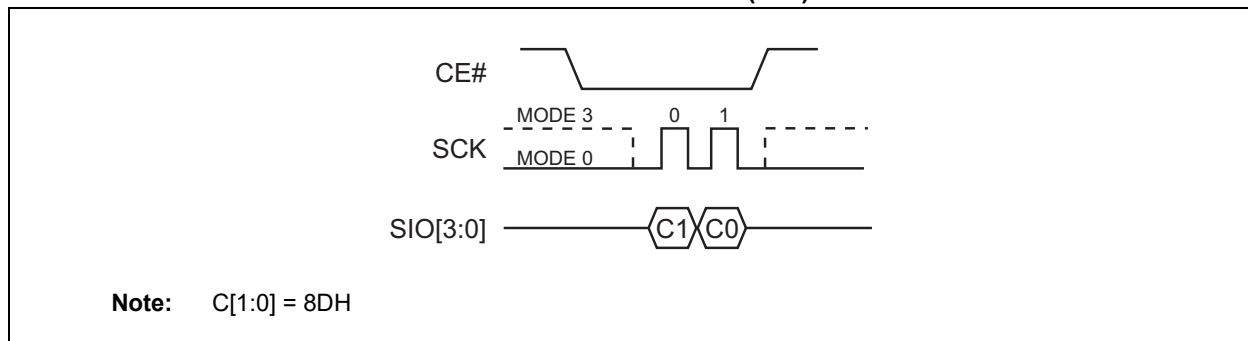 CE#
MODE 3 0 1
SCK
MODE 0
SIO[3:0] C1 C0
Note: C[1:0] = 8DH